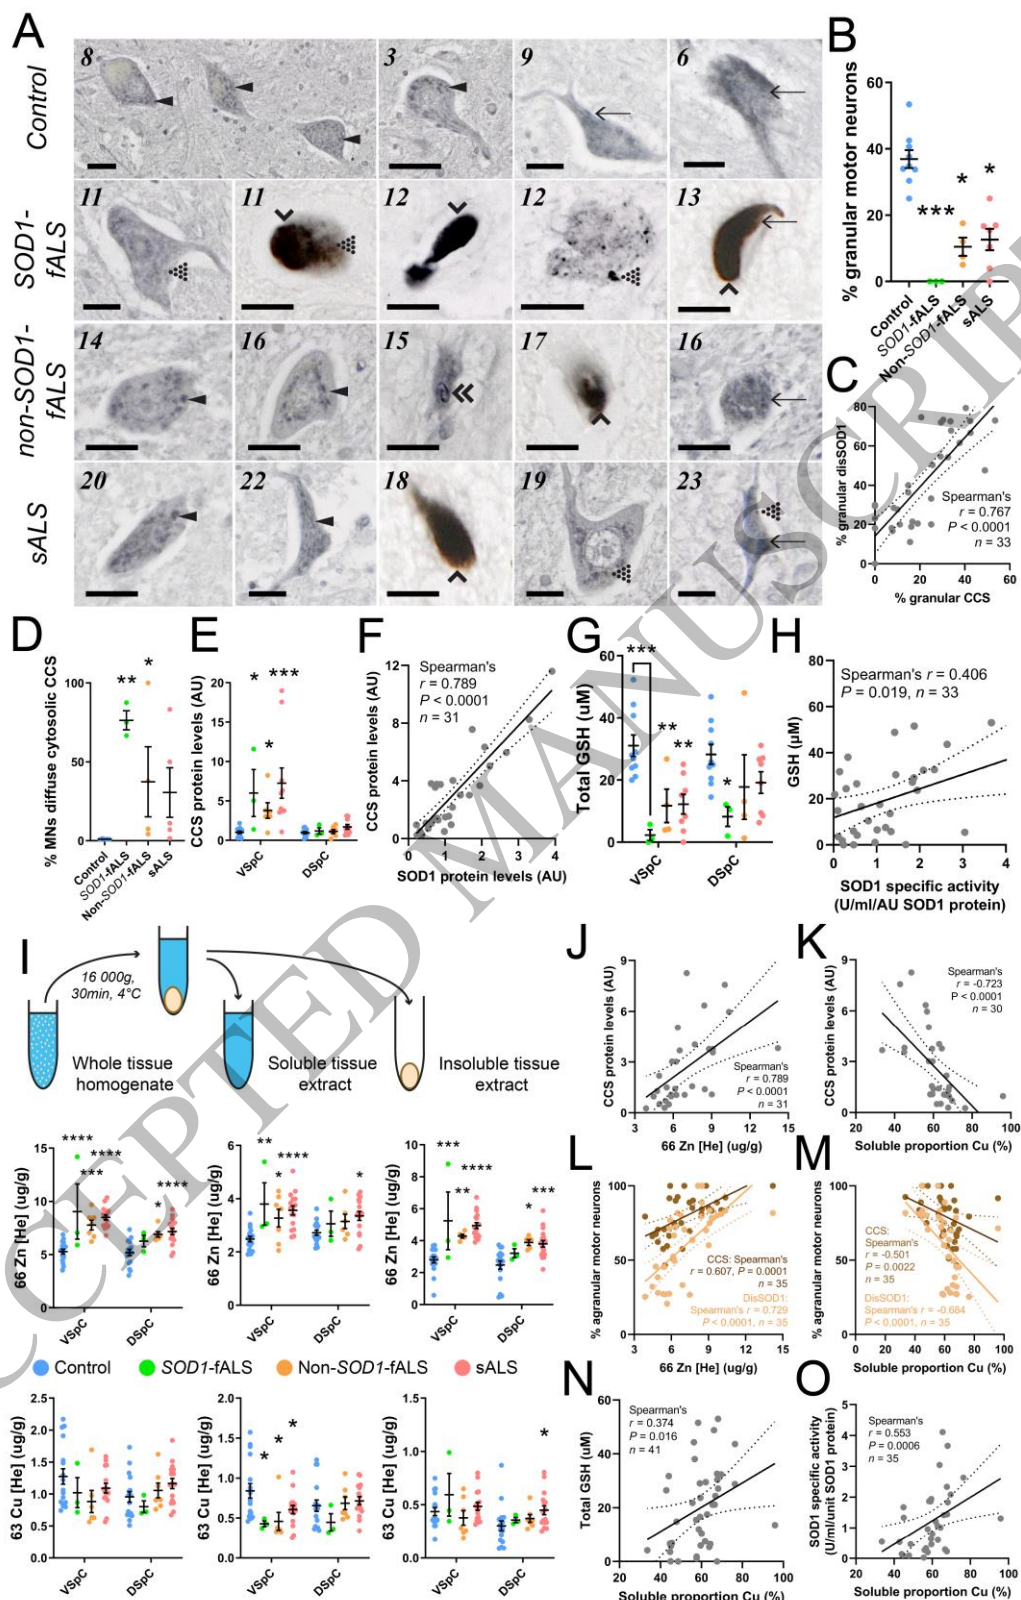 A
Control
8
3
9
6
SOD1-
fALS
11
11
12
12
13
non-SOD1-
fALS
14
16
15
17
16
sALS
20
22
18
19
23
B
% granular motor neurons
60
40
20
0
***
*
*
Control
SOD1-fALS
Non-SOD1-fALS
sALS
C
% granular disSOD1
80
60
40
20
0
Spearman's
r = 0.767
P < 0.0001
n = 33
0 20 40 60 80
% granular CCS
D
% MNs diffuse cytosolic CCS
100
50
0
**
*
Control
SOD1-fALS
Non-SOD1-fALS
sALS
E
CCS protein levels (AU)
20
15
10
5
0
*
*
***
VSpC
DSpC
F
CCS protein levels (AU)
12
8
4
0
Spearman's
r = 0.789
P < 0.0001
n = 31
0 1 2 3 4
SOD1 protein levels (AU)
G
Total GSH (uM)
60
40
20
0
***
**
**
*
VSpC
DSpC
H
GSH (µM)
80
60
40
20
0
Spearman's r = 0.406
P = 0.019, n = 33
0 1 2 3 4
SOD1 specific activity
(U/ml/AU SOD1 protein)
I
16 000g,
30min, 4°C
Whole tissue
homogenate
Soluble tissue
extract
Insoluble tissue
extract
66 Zn [He] (ug/g)
15
10
5
0
****
***
****
*
****
VSpC
DSpC
66 Zn [He] (ug/g)
6
4
2
0
**
*
****
*
VSpC
DSpC
66 Zn [He] (ug/g)
10
8
6
4
2
0
***
**
****
*
***
VSpC
DSpC
Control
SOD1-fALS
Non-SOD1-fALS
sALS
63 Cu [He] (ug/g)
2.5
2.0
1.5
1.0
0.5
0.0
VSpC
DSpC
63 Cu [He] (ug/g)
2.0
1.5
1.0
0.5
0.0
*
*
*
VSpC
DSpC
63 Cu [He] (ug/g)
1.5
1.0
0.5
0.0
*
VSpC
DSpC
J
CCS protein levels (AU)
9
6
3
0
Spearman's
r = 0.789
P < 0.0001
n = 31
3 6 9 12 15
66 Zn [He] (ug/g)
K
CCS protein levels (AU)
9
6
3
0
Spearman's
r = -0.723
P < 0.0001
n = 30
20 40 60 80 100
Soluble proportion Cu (%)
L
% agranular motor neurons
100
75
50
25
0
CCS: Spearman's
r = 0.607, P = 0.0001
n = 35
DisSOD1:
Spearman's r = 0.729
P < 0.0001, n = 35
3 6 9 12 15
66 Zn [He] (ug/g)
M
% agranular motor neurons
100
75
50
25
0
CCS:
Spearman's
r = -0.501
P = 0.0022
n = 35
DisSOD1:
Spearman's r = -0.684
P < 0.0001, n = 35
20 40 60 80 100
Soluble proportion Cu (%)
N
Total GSH (uM)
60
40
20
0
Spearman's
r = 0.374
P = 0.016
n = 41
20 40 60 80 100
Soluble proportion Cu (%)
O
SOD1 specific activity
(U/ml/unit SOD1 protein)
5
4
3
2
1
0
Spearman's
r = 0.553
P = 0.0006
n = 35
20 40 60 80 100
Soluble proportion Cu (%)
CCEPTED MANUSCRIP